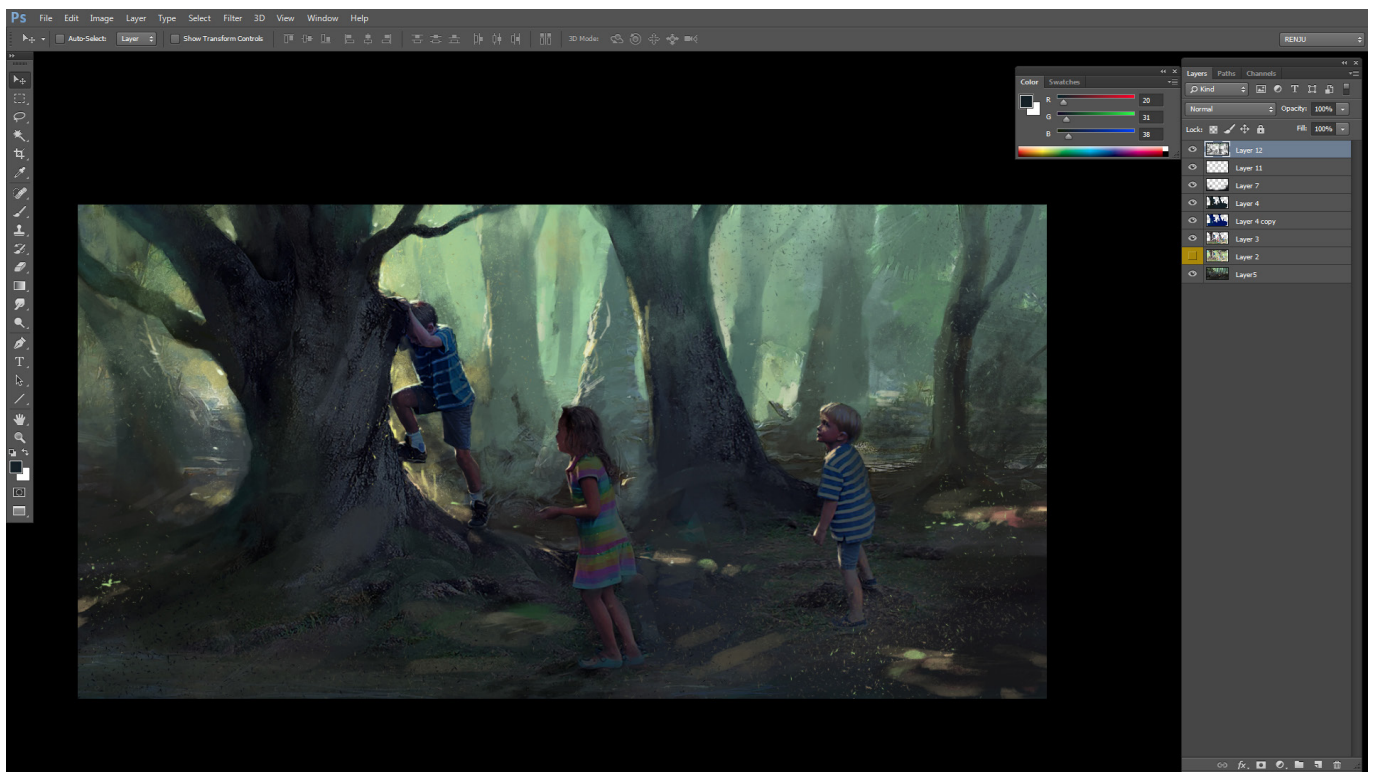 Ps File Edit Image Layer Type Select Filter 3D View Window Help
Auto-Select: Layer Show Transform Controls 3D Mode: RENJU
Color Swatches
R 20
G 31
B 38
Layers Paths Channels
Kind T
Normal Opacity: 100%
Lock: Fill: 100%
Layer 12
Layer 11
Layer 7
Layer 4
Layer 4 copy
Layer 3
Layer 2
Layer5
T
fx